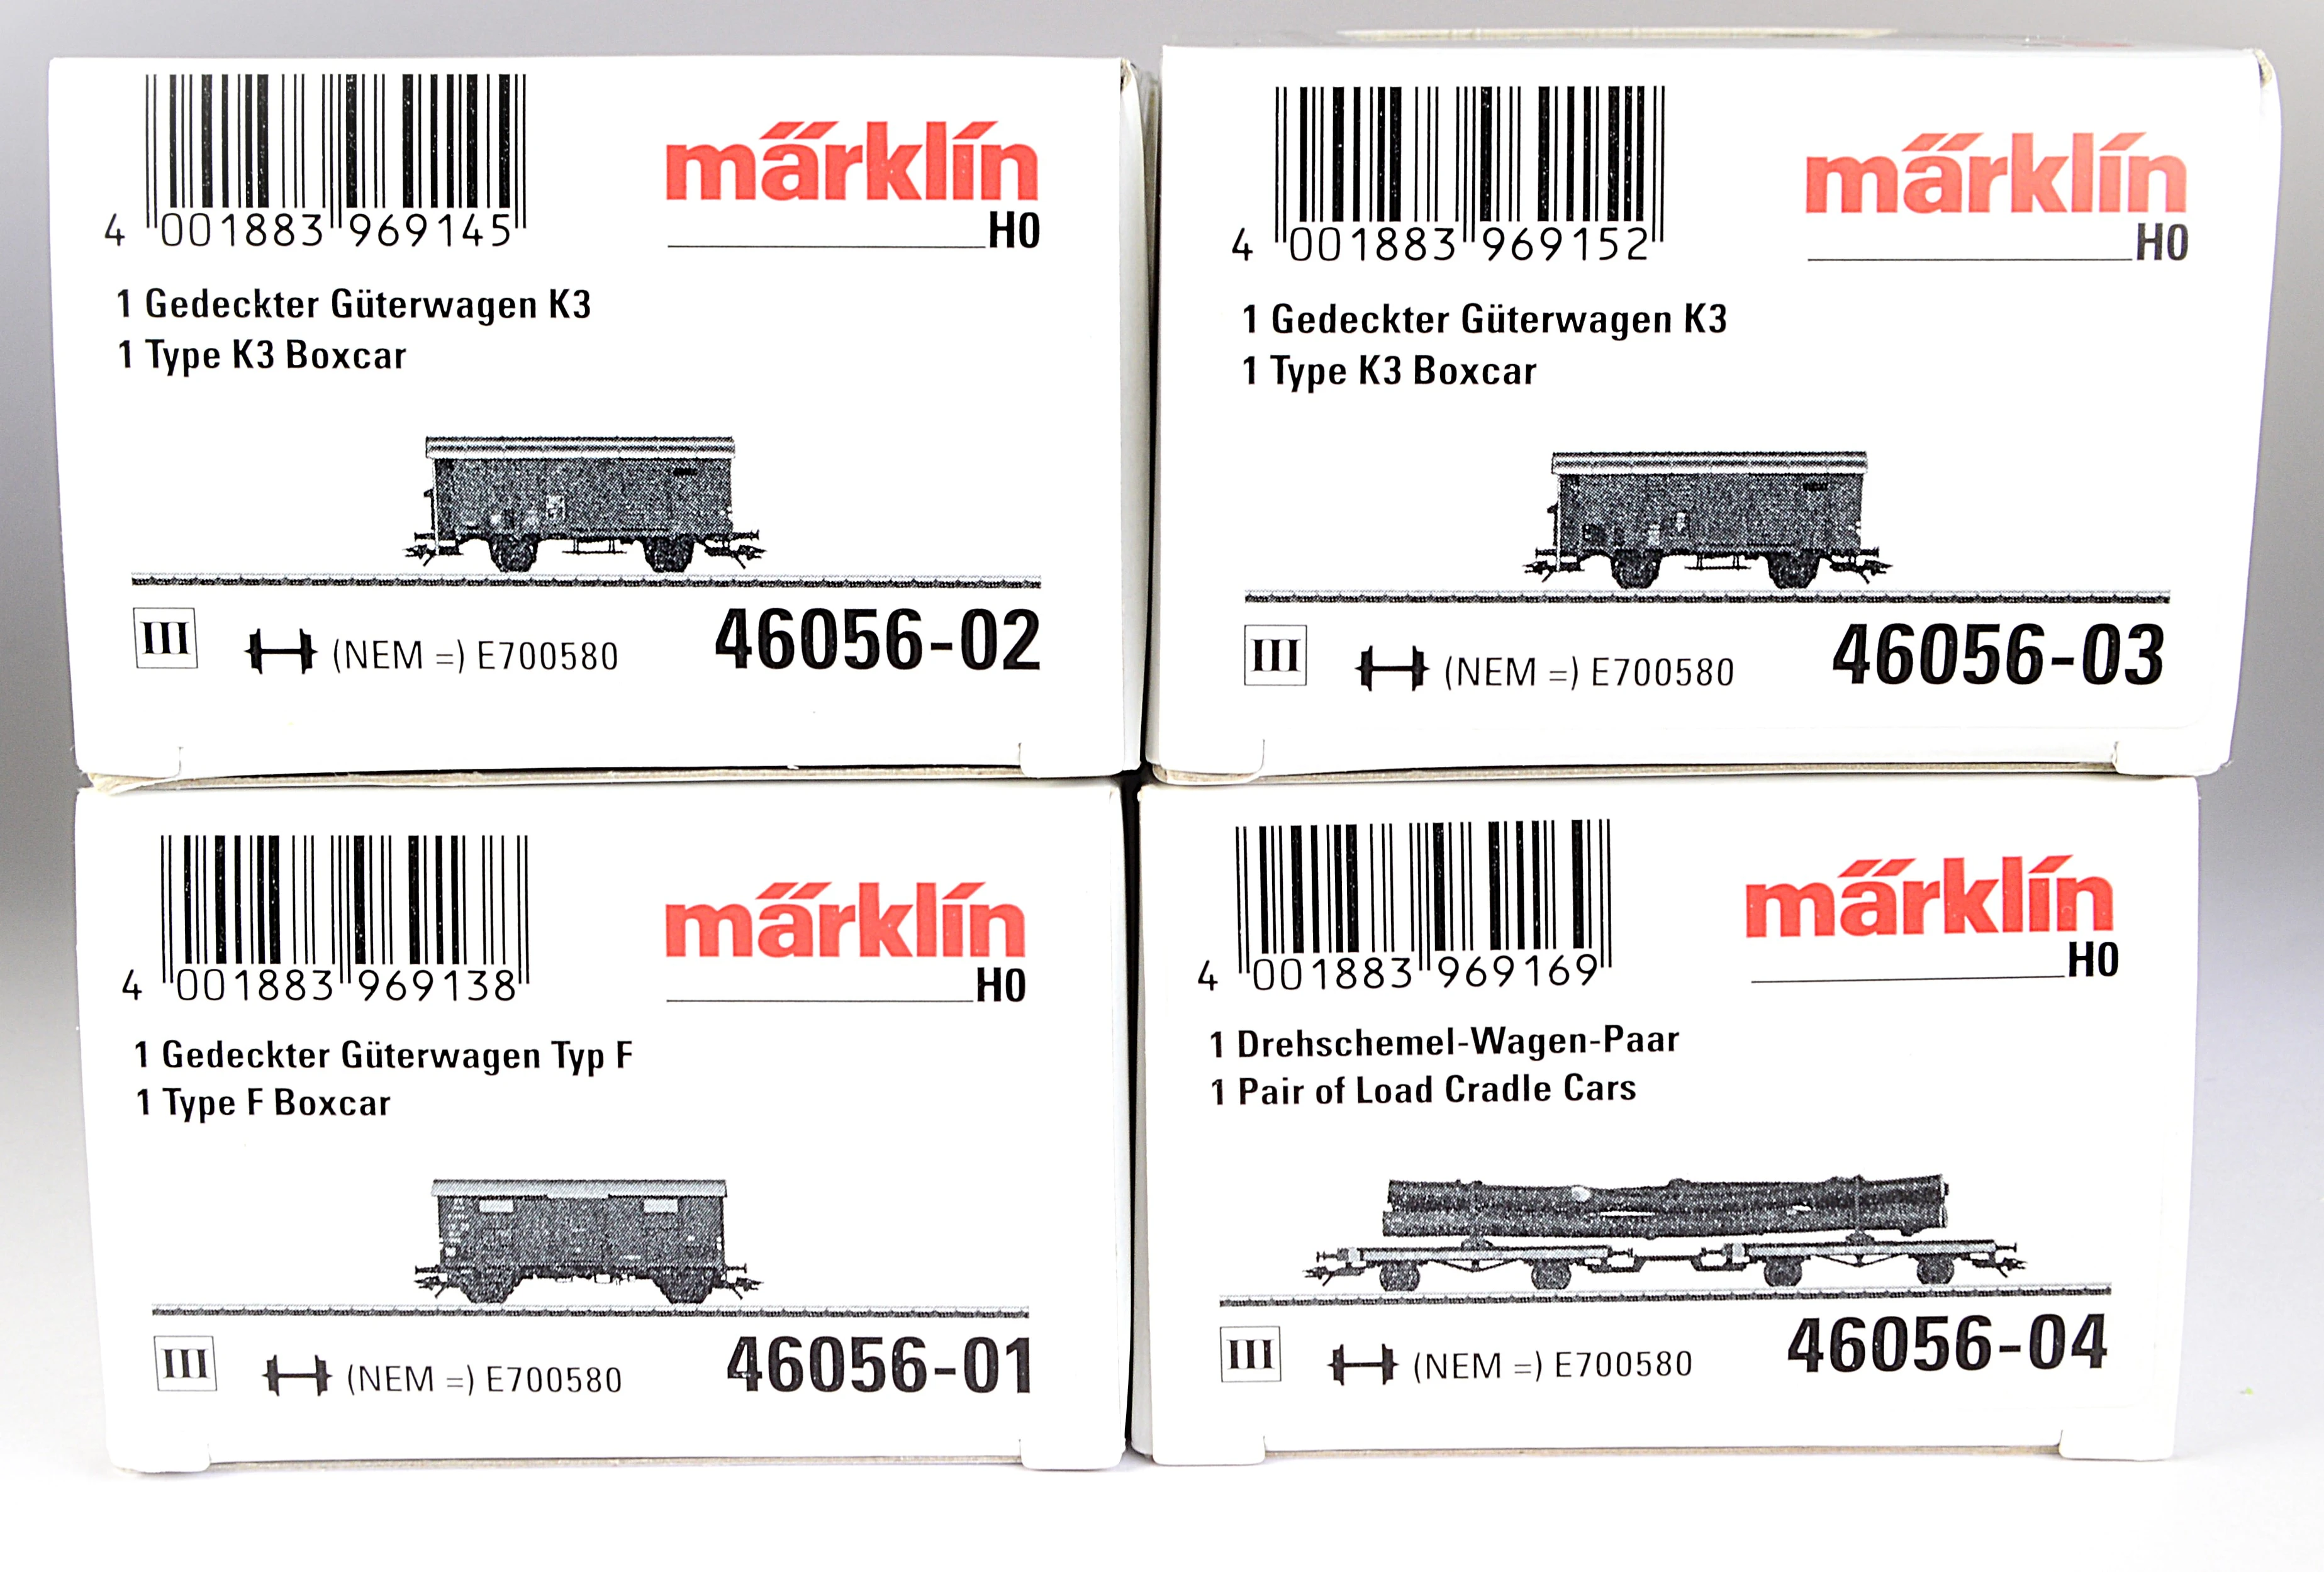 4 001883 969145
märklin
H0
1 Gedeckter Güterwagen K3
1 Type K3 Boxcar
III (NEM =) E700580 46056-02
4 001883 969152
märklin
H0
1 Gedeckter Güterwagen K3
1 Type K3 Boxcar
III (NEM =) E700580 46056-03
4 001883 969138
märklin
H0
1 Gedeckter Güterwagen Typ F
1 Type F Boxcar
III (NEM =) E700580 46056-01
4 001883 969169
märklin
H0
1 Drehschemel-Wagen-Paar
1 Pair of Load Cradle Cars
III (NEM =) E700580 46056-04